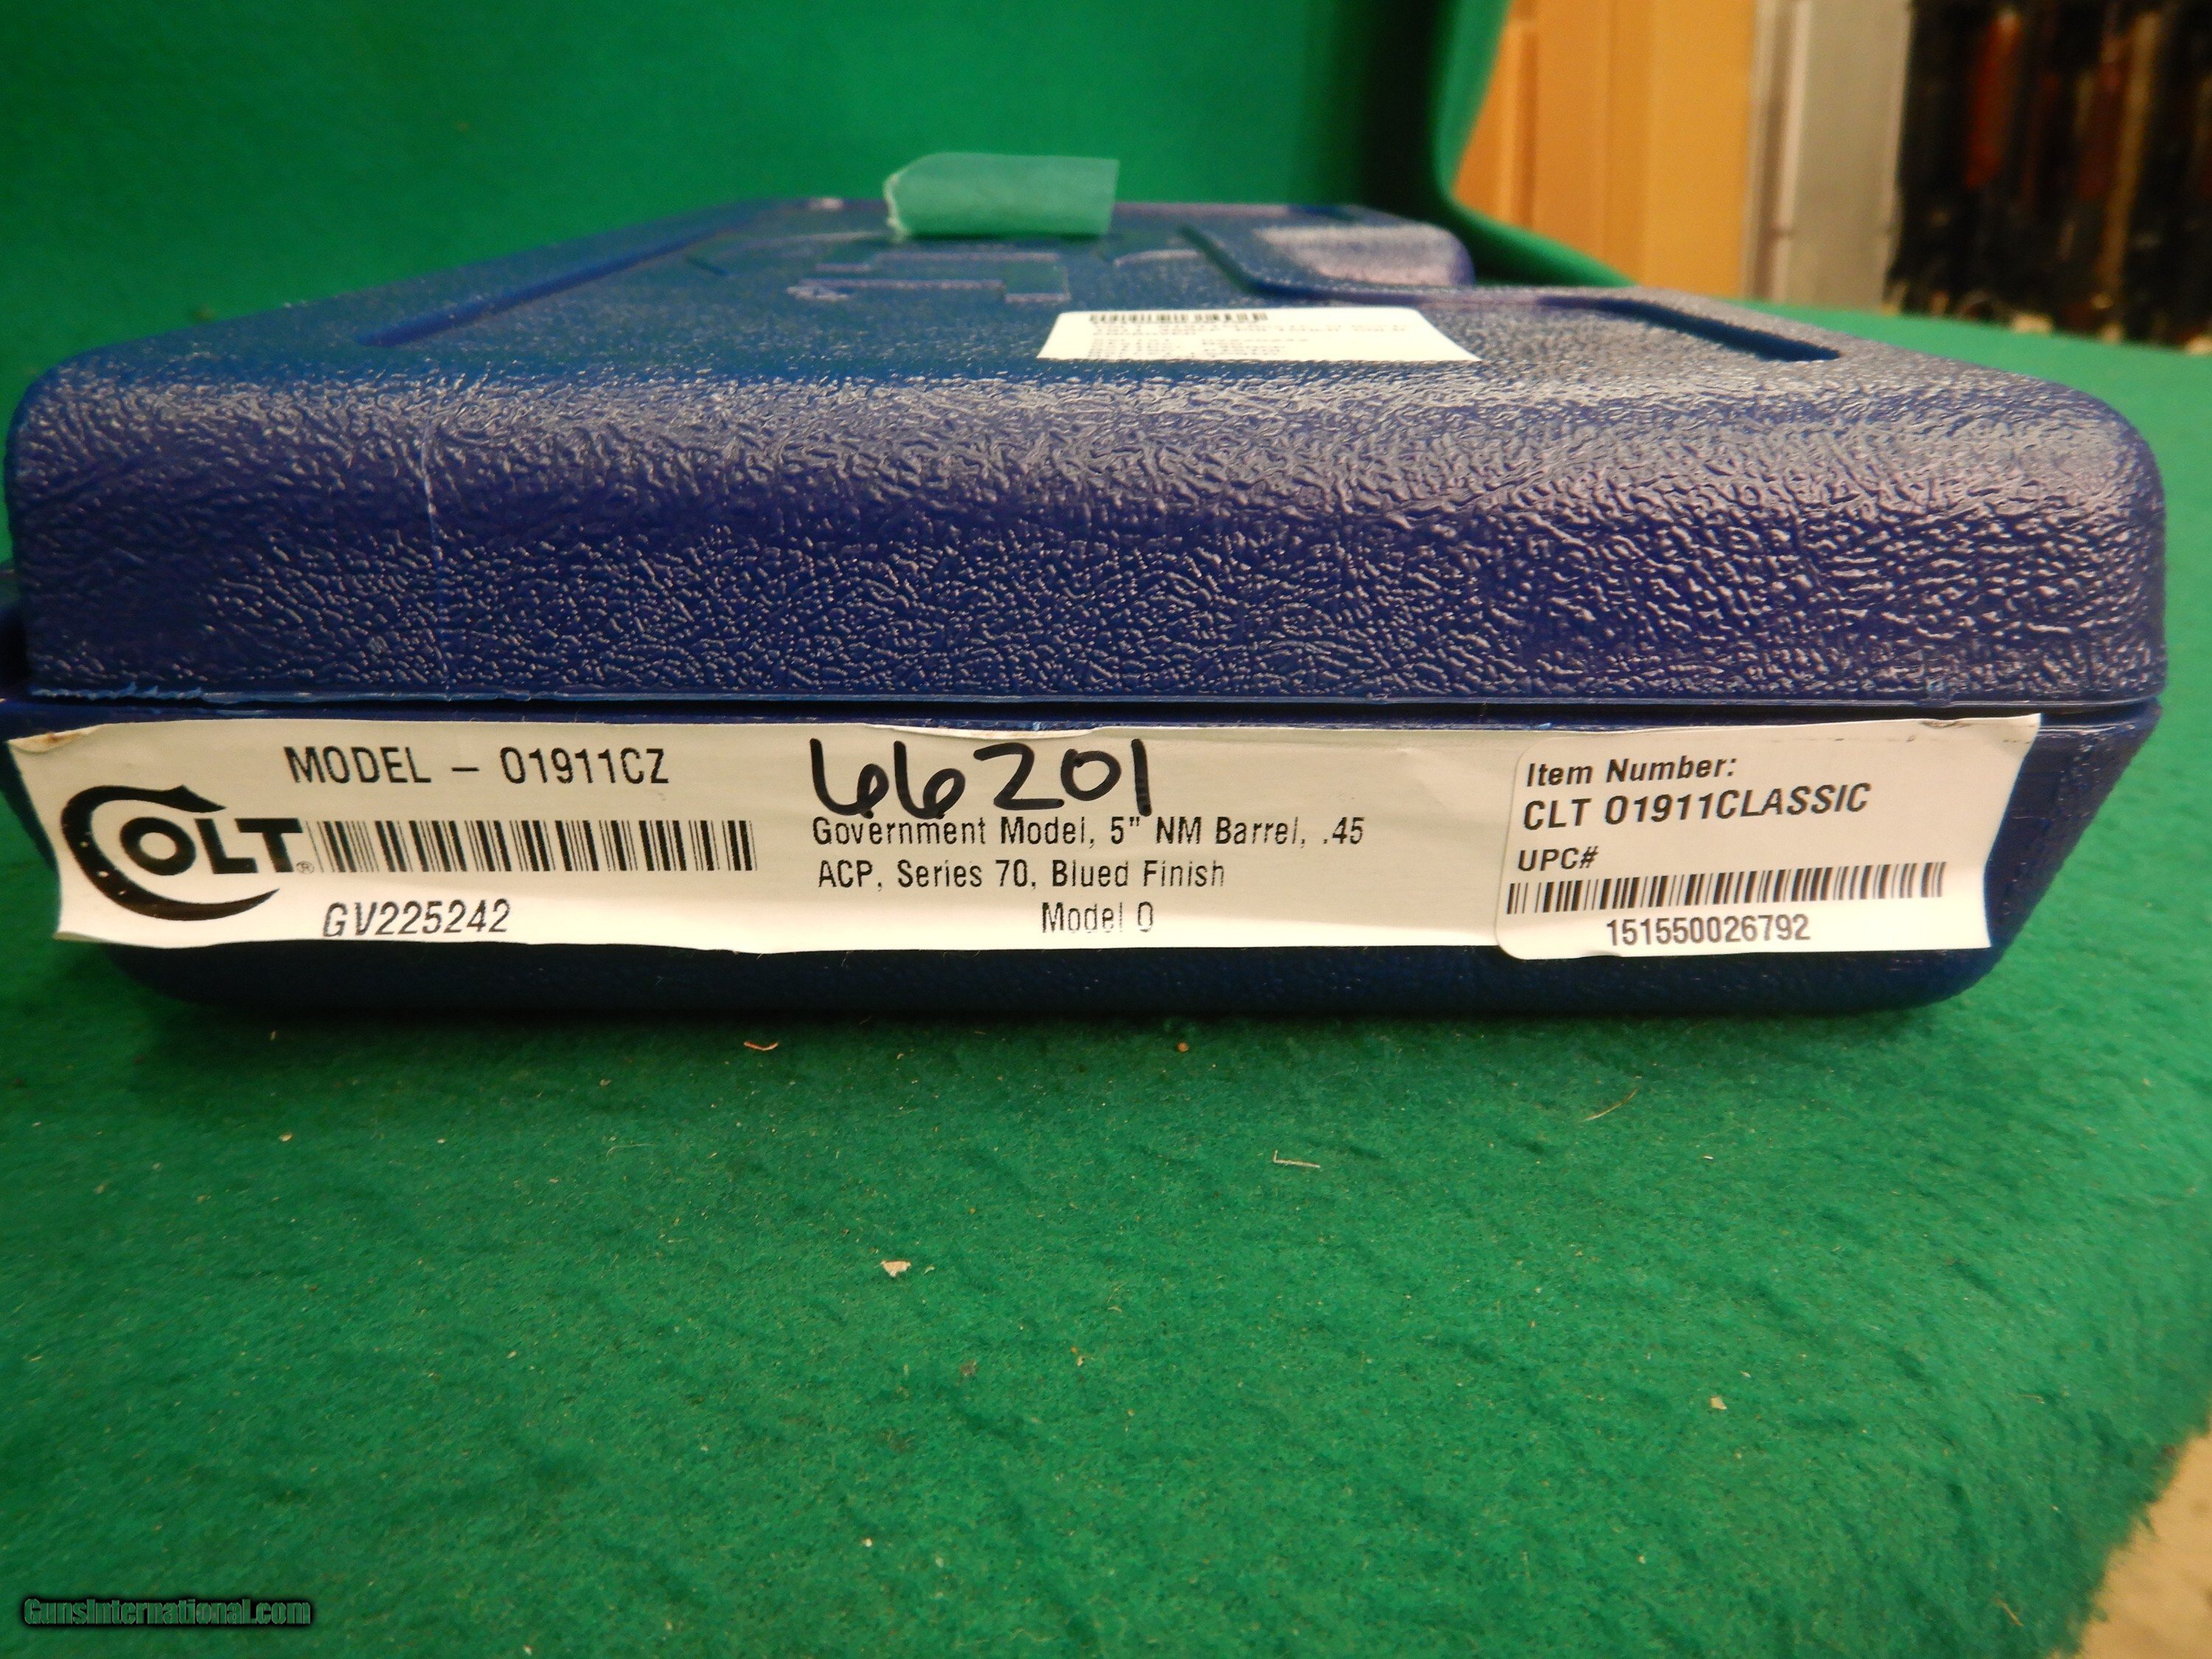 MODEL – O1911CZ
COLT®
GV225242
66201
Government Model, 5" NM Barrel, .45
ACP, Series 70, Blued Finish
Model O
Item Number:
CLT O1911CLASSIC
UPC#
151550026792
GunsInternational.com